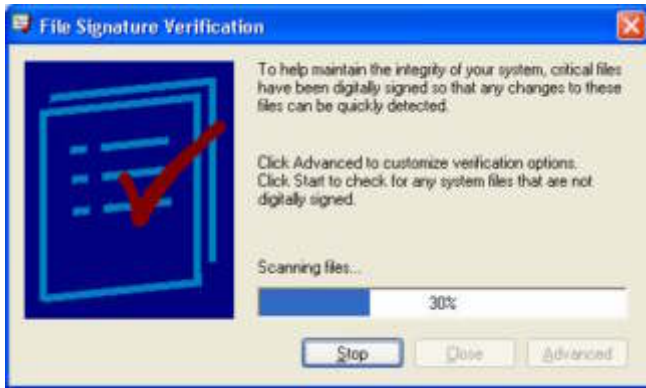 File Signature Verification
To help maintain the integrity of your system, critical files
have been digitally signed so that any changes to these
files can be quickly detected.
Click Advanced to customize verification options.
Click Start to check for any system files that are not
digitally signed.
Scanning files...
30%
Stop Close Advanced